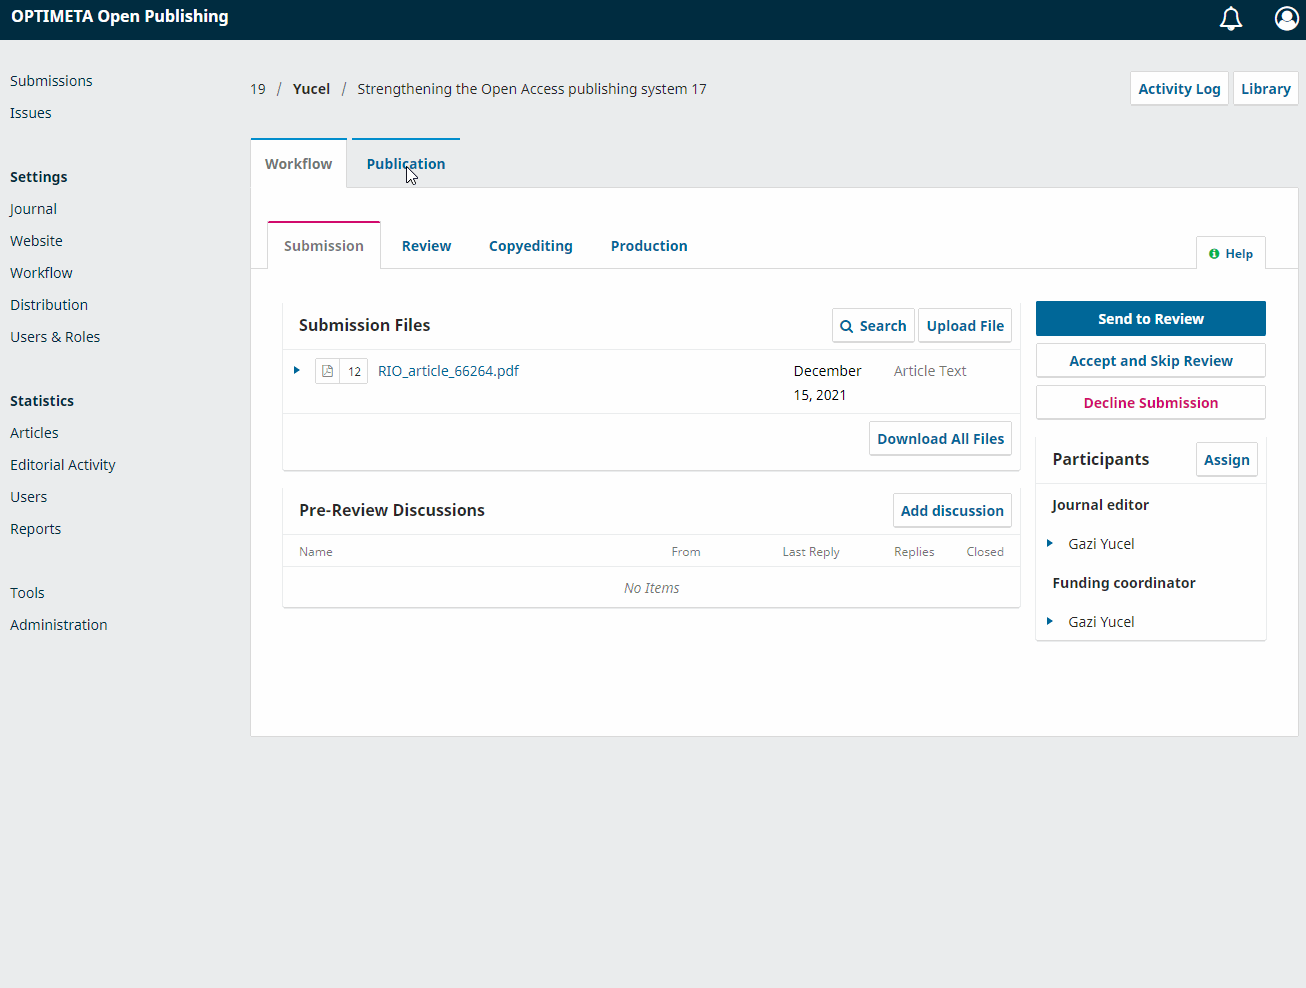 OPTIMETA Open Publishing
Submissions
Issues
Settings
Journal
Website
Workflow
Distribution
Users & Roles
Statistics
Articles
Editorial Activity
Users
Reports
Tools
Administration
19 / Yucel / Strengthening the Open Access publishing system 17
Activity Log
Library
Workflow
Publication
Submission
Review
Copyediting
Production
Help
Submission Files
Search
Upload File
12
RIO_article_66264.pdf
December
15, 2021
Article Text
Download All Files
Pre-Review Discussions
Add discussion
Name
From
Last Reply
Replies
Closed
No Items
Send to Review
Accept and Skip Review
Decline Submission
Participants
Assign
Journal editor
Gazi Yucel
Funding coordinator
Gazi Yucel